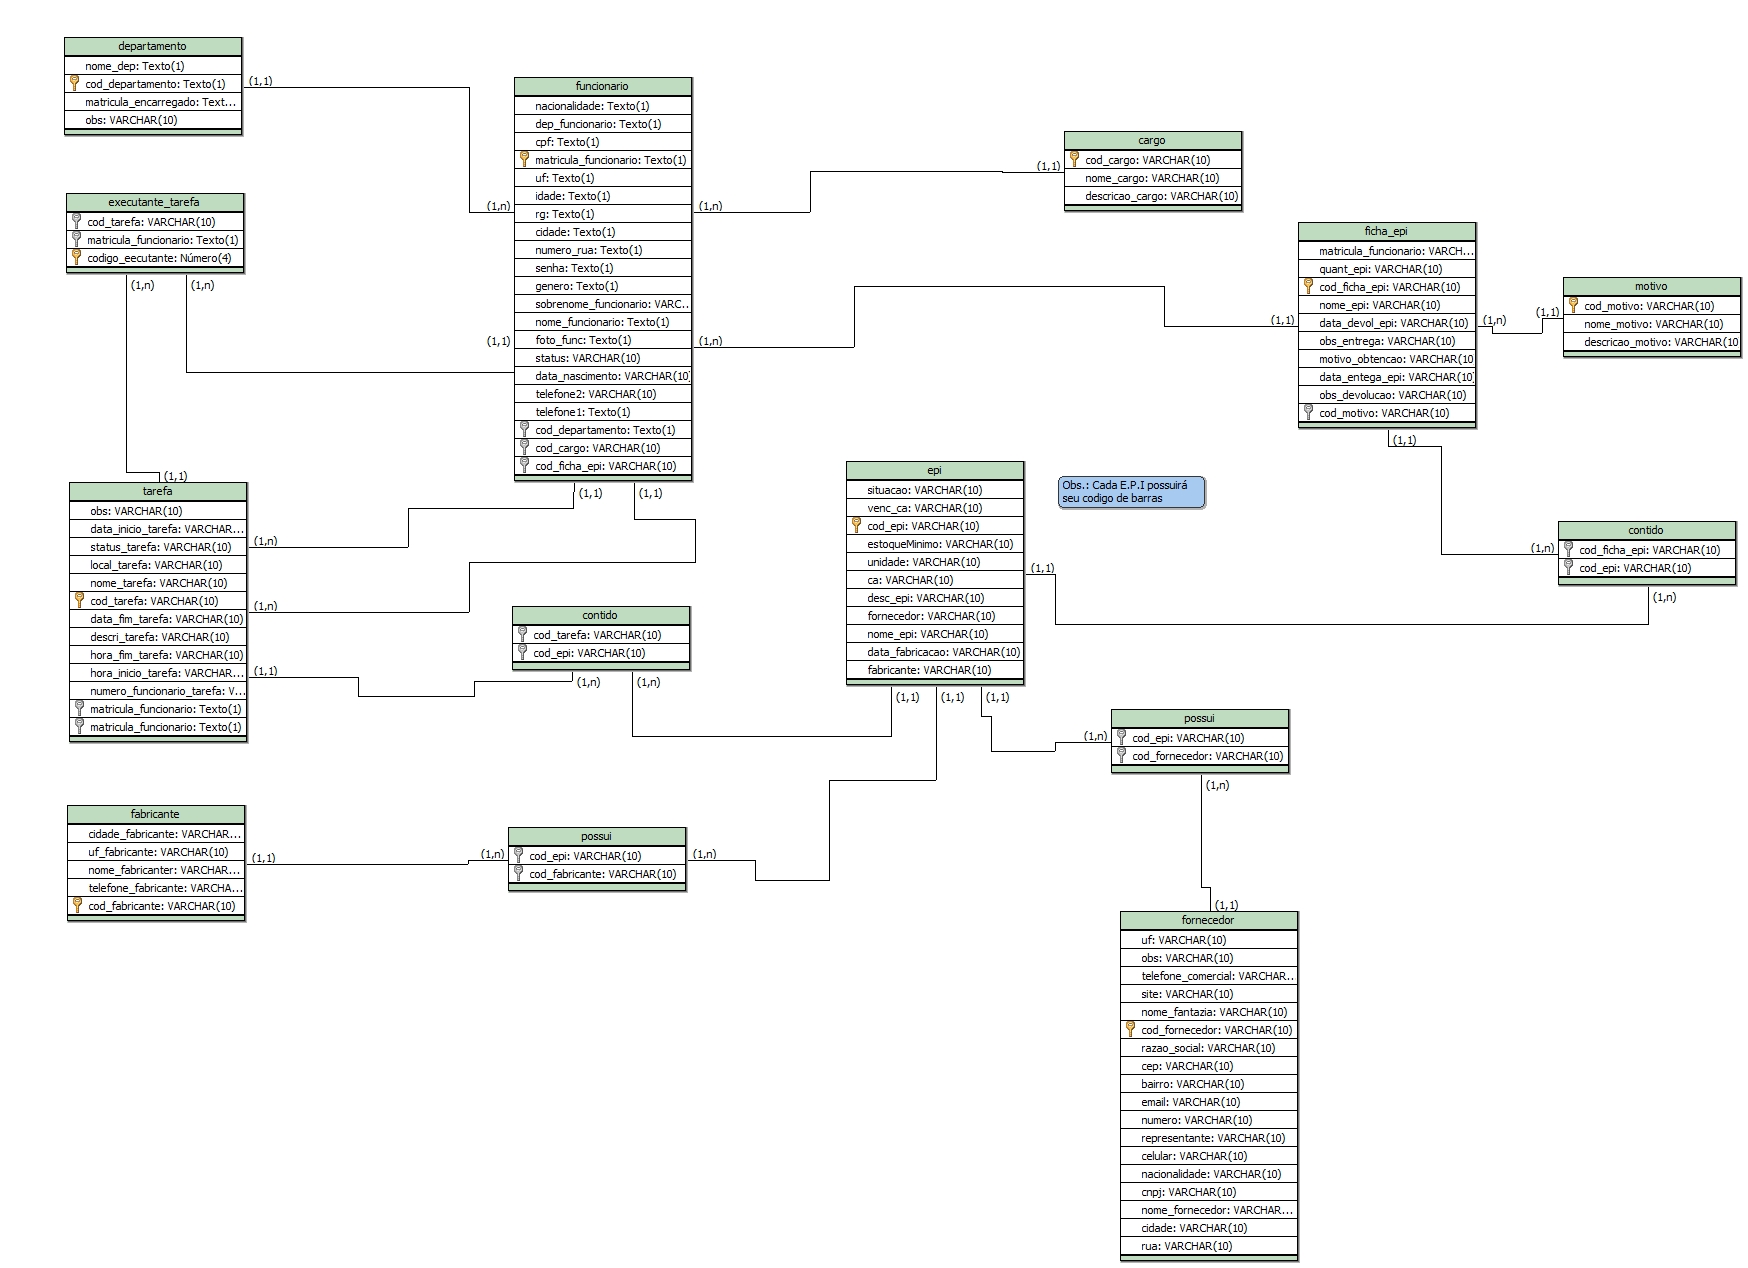 departamento
nome_dep: Texto(1)
cod_departamento: Texto(1)
matricula_encarregado: Text...
obs: VARCHAR(10)
(1,1)
(1,n)
executante_tarefa
cod_tarefa: VARCHAR(10)
matricula_funcionario: Texto(1)
codigo_eecutante: Número(4)
(1,n)
(1,n)
(1,1)
(1,1)
funcionario
nacionalidade: Texto(1)
dep_funcionario: Texto(1)
cpf: Texto(1)
matricula_funcionario: Texto(1)
uf: Texto(1)
idade: Texto(1)
rg: Texto(1)
cidade: Texto(1)
numero_rua: Texto(1)
senha: Texto(1)
genero: Texto(1)
sobrenome_funcionario: VARC...
nome_funcionario: Texto(1)
foto_func: Texto(1)
status: VARCHAR(10)
data_nascimento: VARCHAR(10)
telefone2: VARCHAR(10)
telefone1: Texto(1)
cod_departamento: Texto(1)
cod_cargo: VARCHAR(10)
cod_ficha_epi: VARCHAR(10)
(1,n)
(1,1)
(1,n)
(1,1)
(1,1)
(1,1)
cargo
cod_cargo: VARCHAR(10)
nome_cargo: VARCHAR(10)
descricao_cargo: VARCHAR(10)
ficha_epi
matricula_funcionario: VARCH...
quant_epi: VARCHAR(10)
cod_ficha_epi: VARCHAR(10)
nome_epi: VARCHAR(10)
data_devol_epi: VARCHAR(10)
obs_entrega: VARCHAR(10)
motivo_obtencao: VARCHAR(10
data_entega_epi: VARCHAR(10)
obs_devolucao: VARCHAR(10)
cod_motivo: VARCHAR(10)
(1,n)
(1,1)
(1,1)
motivo
cod_motivo: VARCHAR(10)
nome_motivo: VARCHAR(10)
descricao_motivo: VARCHAR(10
tarefa
obs: VARCHAR(10)
data_inicio_tarefa: VARCHAR...
status_tarefa: VARCHAR(10)
local_tarefa: VARCHAR(10)
nome_tarefa: VARCHAR(10)
cod_tarefa: VARCHAR(10)
data_fim_tarefa: VARCHAR(10)
descri_tarefa: VARCHAR(10)
hora_fim_tarefa: VARCHAR(10)
hora_inicio_tarefa: VARCHAR...
numero_funcionario_tarefa: V...
matricula_funcionario: Texto(1)
matricula_funcionario: Texto(1)
(1,n)
(1,n)
(1,1)
contido
cod_tarefa: VARCHAR(10)
cod_epi: VARCHAR(10)
(1,n)
(1,n)
epi
situacao: VARCHAR(10)
venc_ca: VARCHAR(10)
cod_epi: VARCHAR(10)
estoqueMinimo: VARCHAR(10)
unidade: VARCHAR(10)
ca: VARCHAR(10)
desc_epi: VARCHAR(10)
fornecedor: VARCHAR(10)
nome_epi: VARCHAR(10)
data_fabricacao: VARCHAR(10)
fabricante: VARCHAR(10)
(1,1)
(1,1)
(1,1)
(1,1)
Obs.: Cada E.P.I possuirá
seu codigo de barras
contido
cod_ficha_epi: VARCHAR(10)
cod_epi: VARCHAR(10)
(1,n)
(1,n)
possui
cod_epi: VARCHAR(10)
cod_fornecedor: VARCHAR(10)
(1,n)
(1,n)
(1,1)
fabricante
cidade_fabricante: VARCHAR...
uf_fabricante: VARCHAR(10)
nome_fabricanter: VARCHAR...
telefone_fabricante: VARCHA...
cod_fabricante: VARCHAR(10)
(1,1)
(1,n)
possui
cod_epi: VARCHAR(10)
cod_fabricante: VARCHAR(10)
(1,n)
fornecedor
uf: VARCHAR(10)
obs: VARCHAR(10)
telefone_comercial: VARCHAR...
site: VARCHAR(10)
nome_fantazia: VARCHAR(10)
cod_fornecedor: VARCHAR(10)
razao_social: VARCHAR(10)
cep: VARCHAR(10)
bairro: VARCHAR(10)
email: VARCHAR(10)
numero: VARCHAR(10)
representante: VARCHAR(10)
celular: VARCHAR(10)
nacionalidade: VARCHAR(10)
cnpj: VARCHAR(10)
nome_fornecedor: VARCHAR...
cidade: VARCHAR(10)
rua: VARCHAR(10)